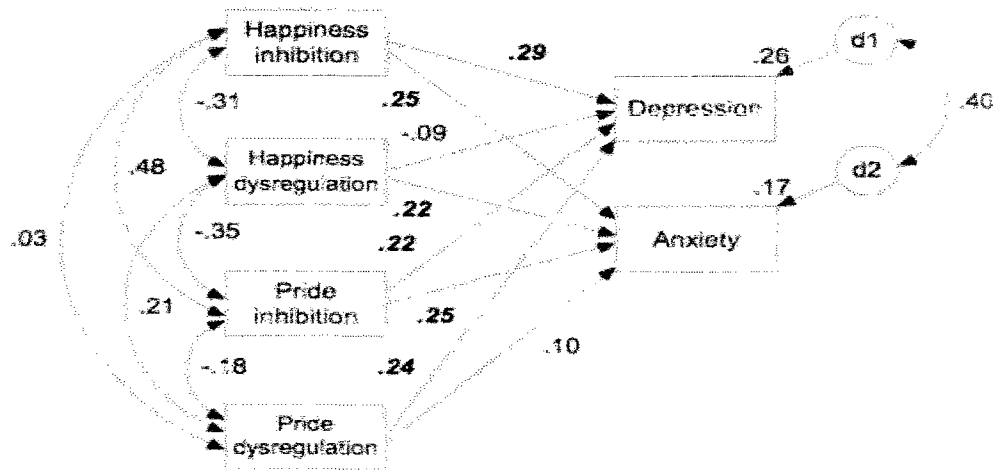 Happiness
inhibition
.29
.26
d1
-.31
.25
Depression
.40
-.09
.48
Happiness
dysregulation
.17
d2
.22
.03
-.35
.22
Anxiety
Pride
inhibition
.21
.25
.10
-.18
.24
Pride
dysregulation